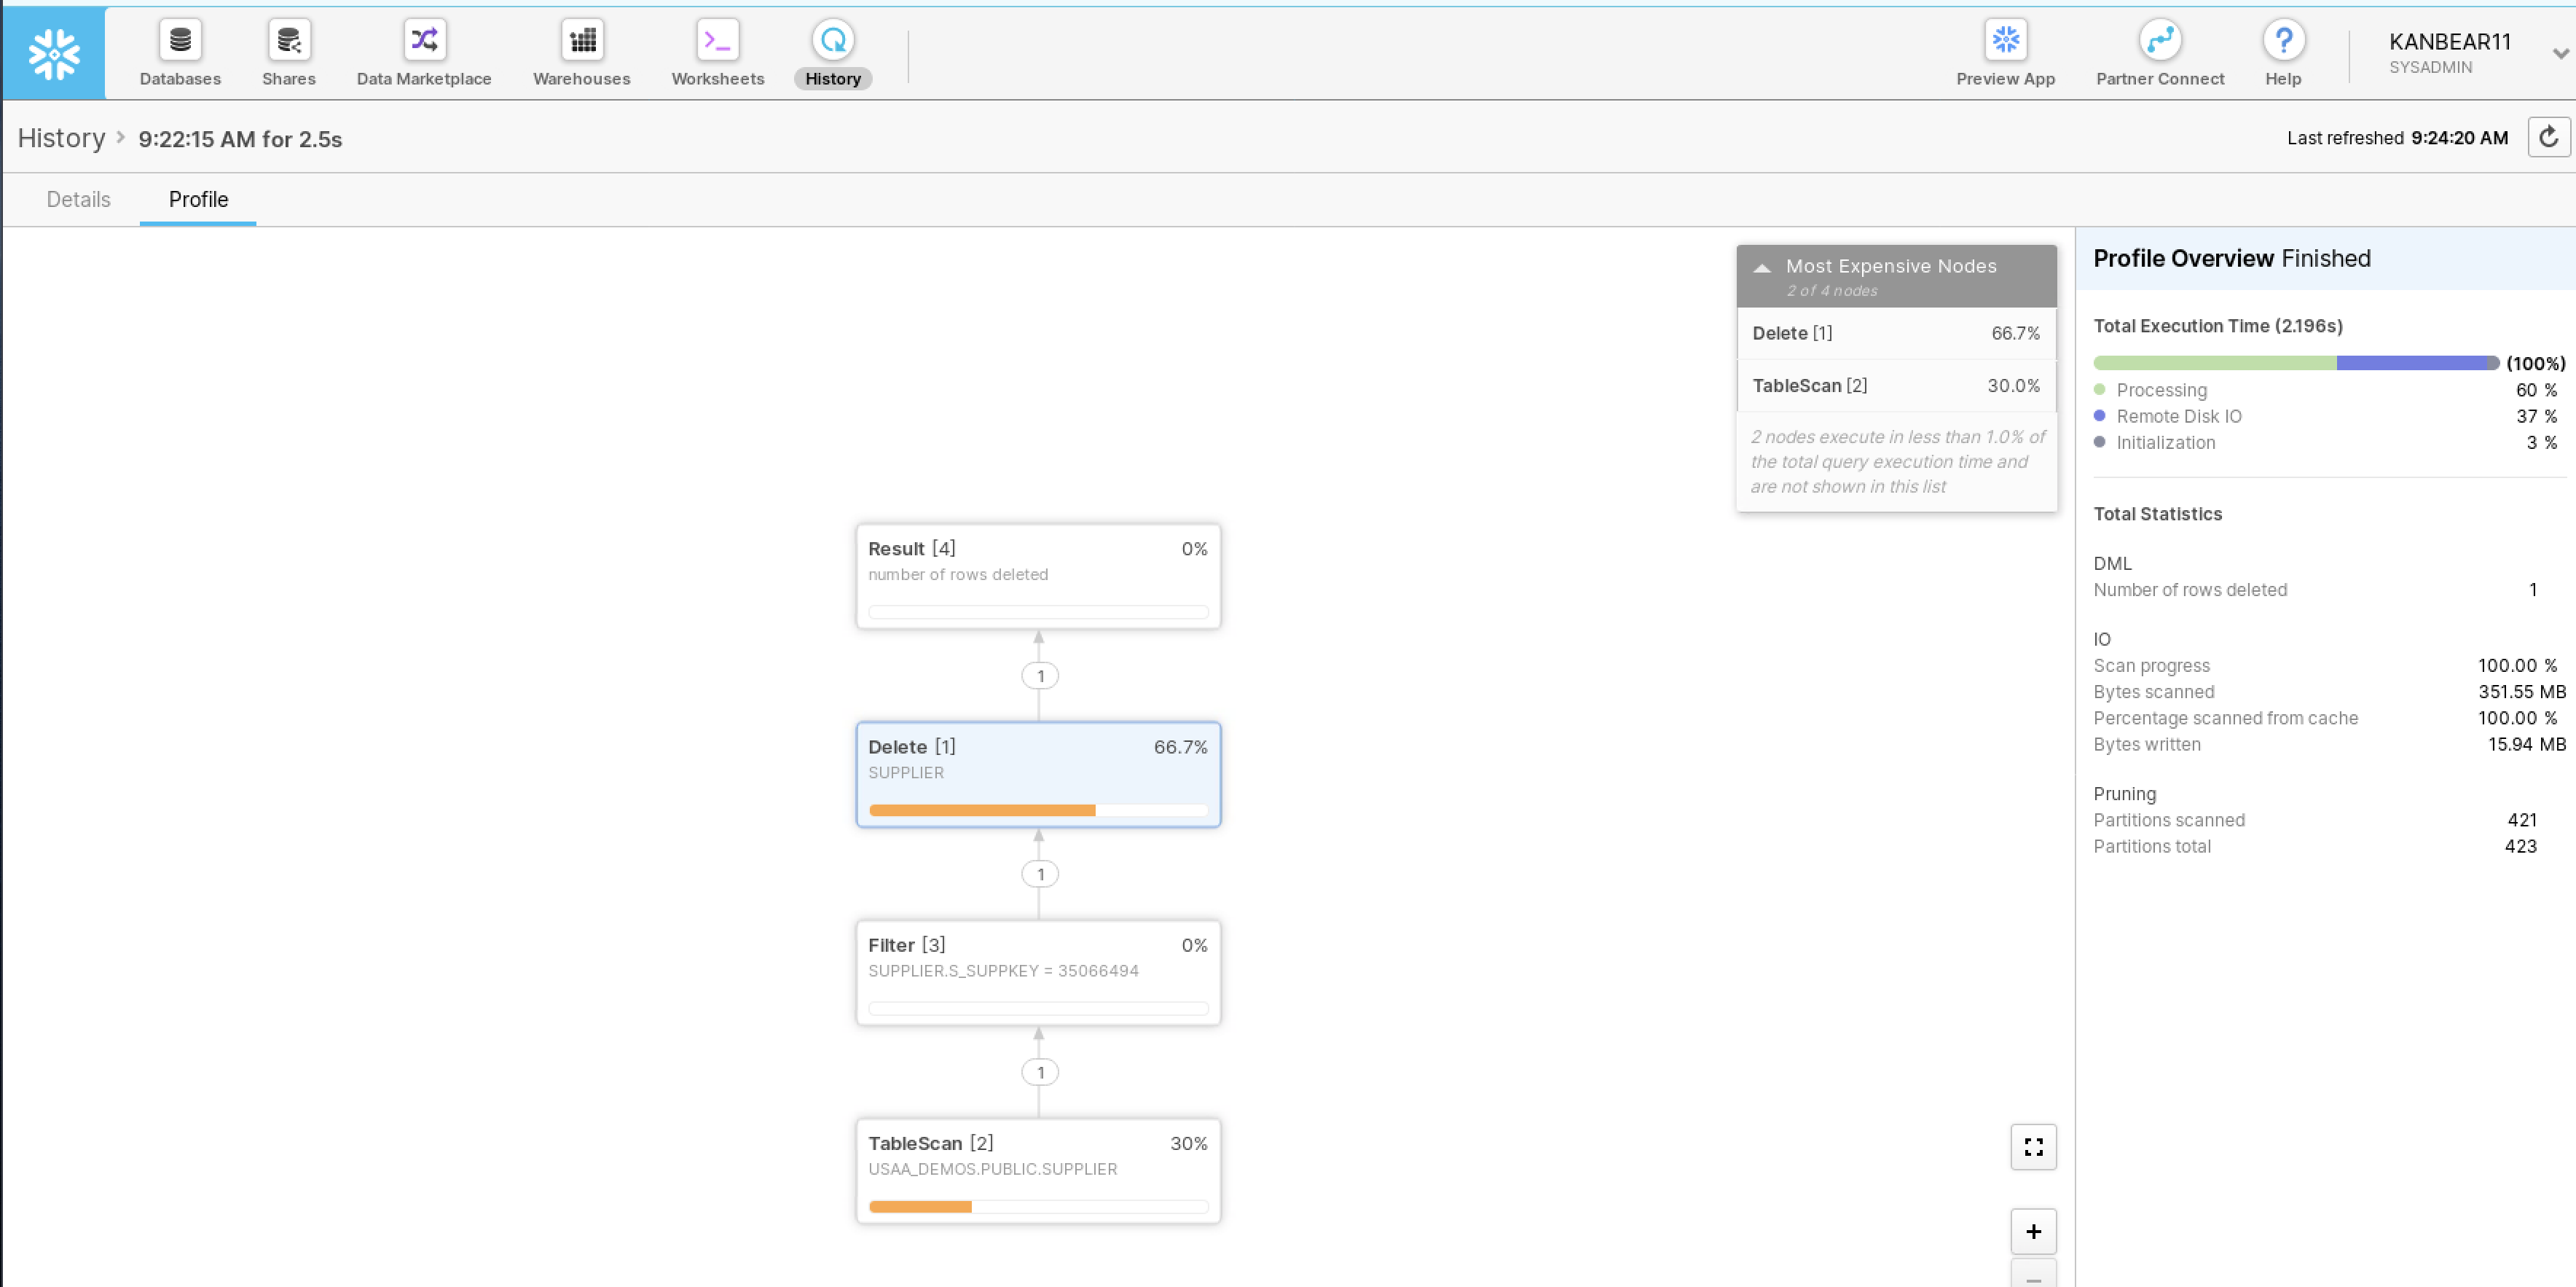 Databases
Shares
Data Marketplace
Warehouses
Worksheets
History
Preview App
Partner Connect
Help
KANBEAR11
SYSADMIN
History 9:22:15 AM for 2.5s
Last refreshed 9:24:20 AM
Details
Profile
Most Expensive Nodes
2 of 4 nodes
Delete [1] 66.7%
TableScan [2] 30.0%
2 nodes execute in less than 1.0% of
the total query execution time and
are not shown in this list
Result [4] 0%
number of rows deleted
1
Delete [1] 66.7%
SUPPLIER
1
Filter [3] 0%
SUPPLIER.S_SUPPKEY = 35066494
1
TableScan [2] 30%
USAA_DEMOS.PUBLIC.SUPPLIER
Profile Overview Finished
Total Execution Time (2.196s)
(100%)
Processing 60 %
Remote Disk IO 37 %
Initialization 3 %
Total Statistics
DML
Number of rows deleted 1
IO
Scan progress 100.00 %
Bytes scanned 351.55 MB
Percentage scanned from cache 100.00 %
Bytes written 15.94 MB
Pruning
Partitions scanned 421
Partitions total 423